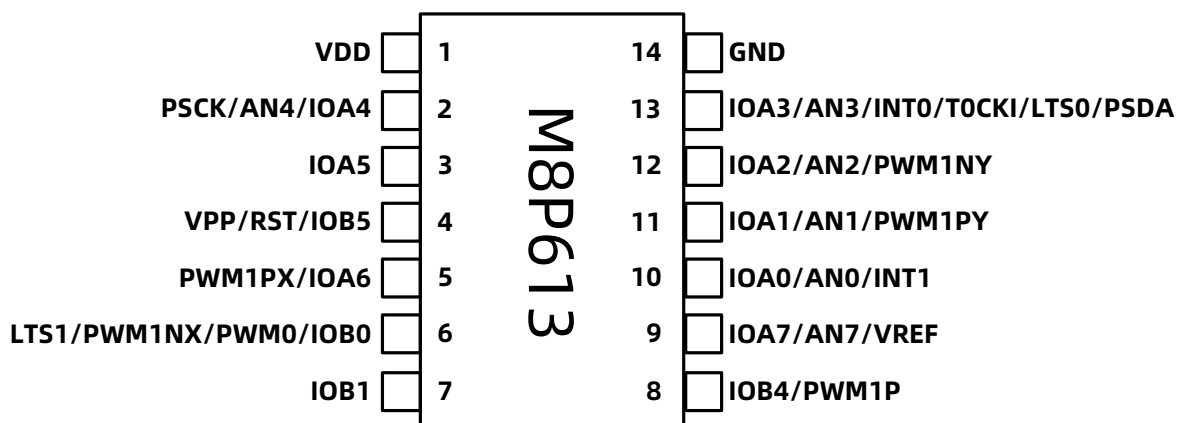 VDD 1 14 GND
PSCK/AN4/IOA4 2 13 IOA3/AN3/INT0/T0CKI/LTS0/PSDA
IOA5 3 12 IOA2/AN2/PWM1NY
VPP/RST/IOB5 4 11 IOA1/AN1/PWM1PY
PWM1PX/IOA6 5 10 IOA0/AN0/INT1
LTS1/PWM1NX/PWM0/IOB0 6 9 IOA7/AN7/VREF
IOB1 7 8 IOB4/PWM1P
M8P613